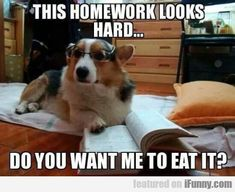 THIS HOMEWORK LOOKS
HARD...
DO YOU WANT ME TO EAT IT?
featured on iFunny.com